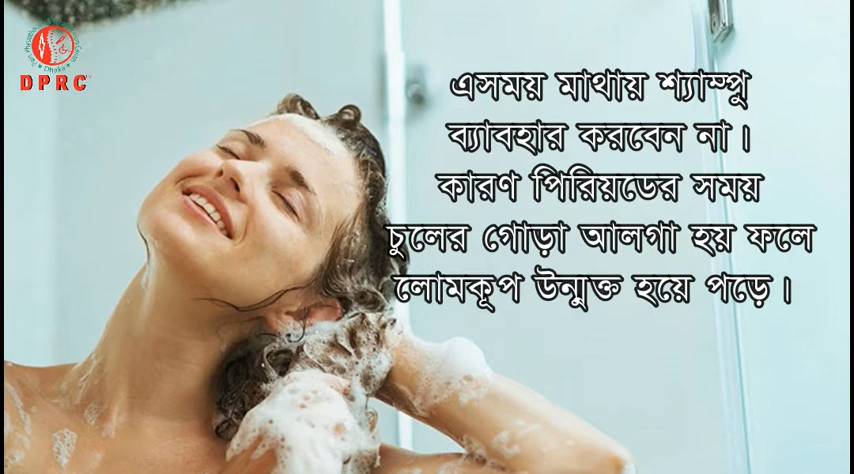 DPRC
এসময় মাথায় শ্যাম্পু
ব্যাবহার করবেন না।
কারণ পিরিয়ডের সময়
চুলের গোড়া আলগা হয় ফলে
লোমকূপ উন্মুক্ত হয়ে পড়ে।